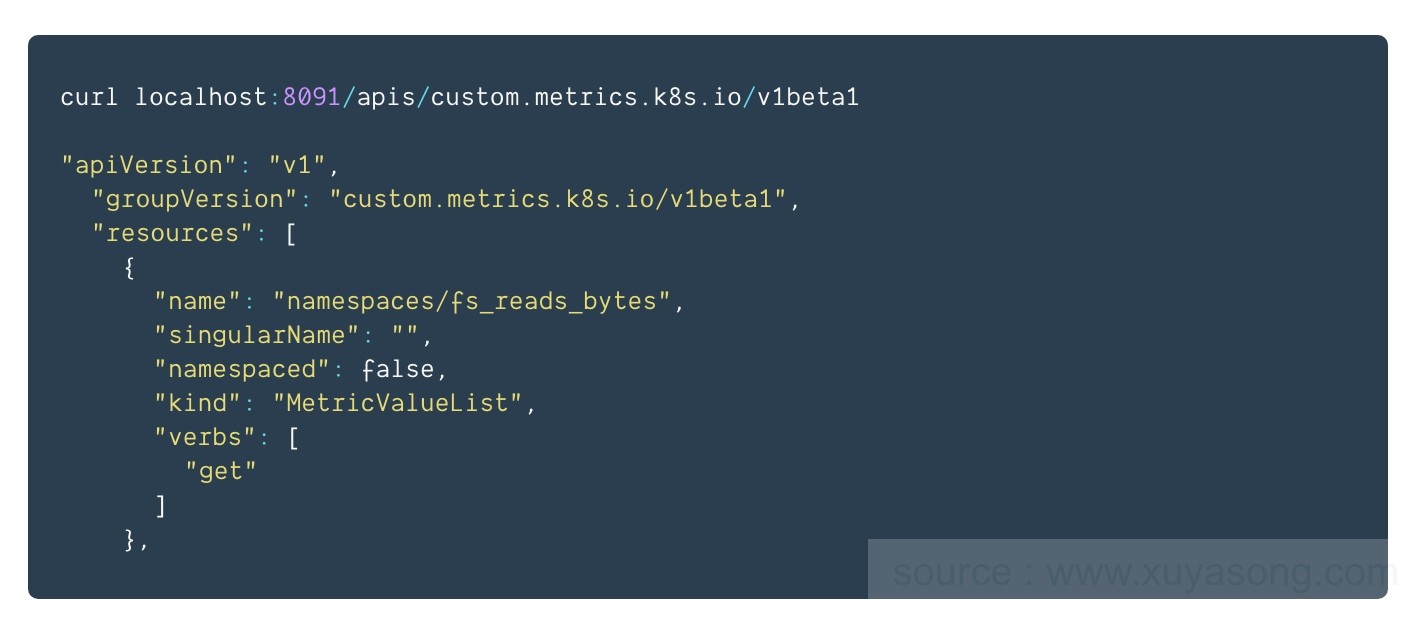 curl localhost:8091/apis/custom.metrics.k8s.io/v1beta1
"apiVersion": "v1",
"groupVersion": "custom.metrics.k8s.io/v1beta1",
"resources": [
{
"name": "namespaces/fs_reads_bytes",
"singularName": "",
"namespaced": false,
"kind": "MetricValueList",
"verbs": [
"get"
]
},
source : www.xuyasong.com